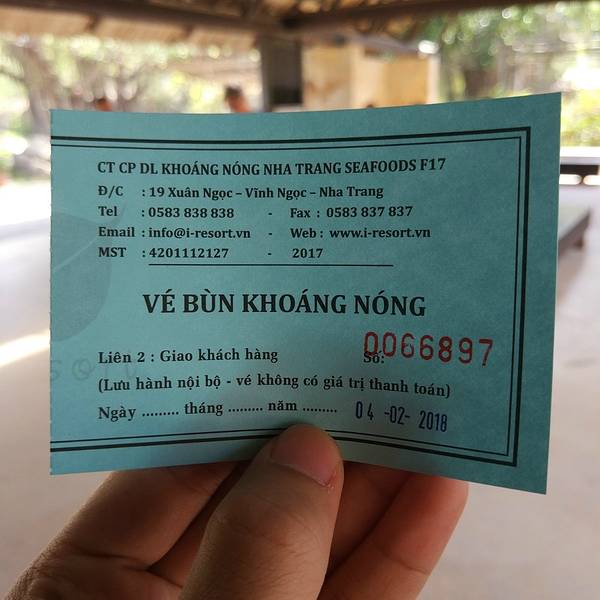 CT CP DL KHOÁNG NÓNG NHA TRANG SEAFOODS F17
Đ/C : 19 Xuân Ngọc – Vĩnh Ngọc – Nha Trang
Tel : 0583 838 838 - Fax : 0583 837 837
Email : info@i-resort.vn - Web : www.i-resort.vn
MST : 4201112127 - 2017
VÉ BÙN KHOÁNG NÓNG
Liên 2 : Giao khách hàng Số: 0066897
(Lưu hành nội bộ - vé không có giá trị thanh toán)
Ngày ......... tháng ......... năm ......... 04 -02- 2018